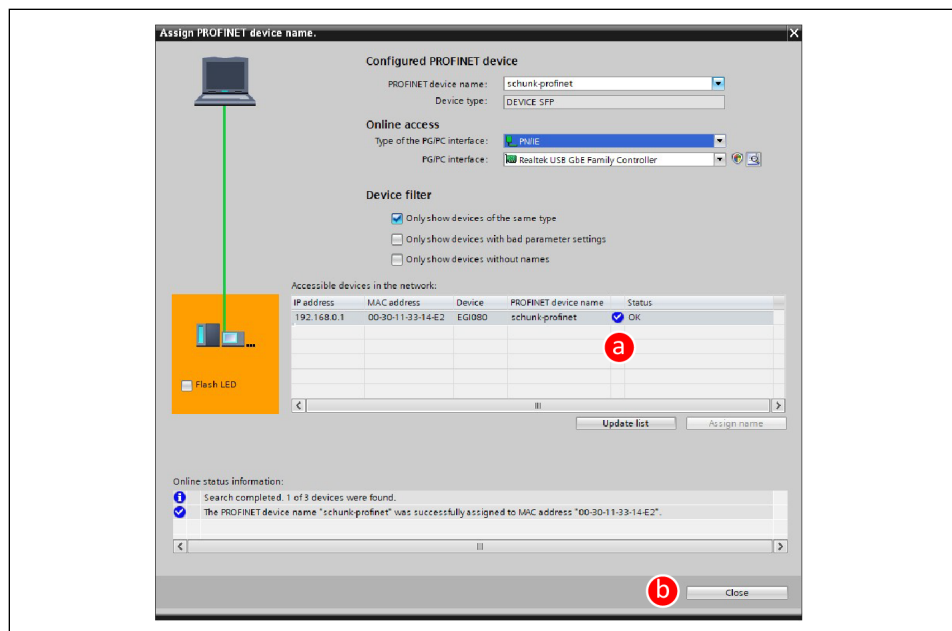 Assign PROFINET device name.
Configured PROFINET device
PROFINET device name: schunk-profinet
Device type: DEVICE SFP
Online access
Type of the PG/PC interface: PN/IE
PG/PC interface: Realtek USB GbE Family Controller
Device filter
Only show devices of the same type
Only show devices with bad parameter settings
Only show devices without names
Accessible devices in the network:
IP address MAC address Device PROFINET device name Status
192.168.0.1 00-30-11-33-14-E2 EGI080 schunk-profinet OK
a
Flash LED
Update list Assign name
Online status information:
Search completed. 1 of 3 devices were found.
The PROFINET device name "schunk-profinet" was successfully assigned to MAC address "00-30-11-33-14-E2".
b Close